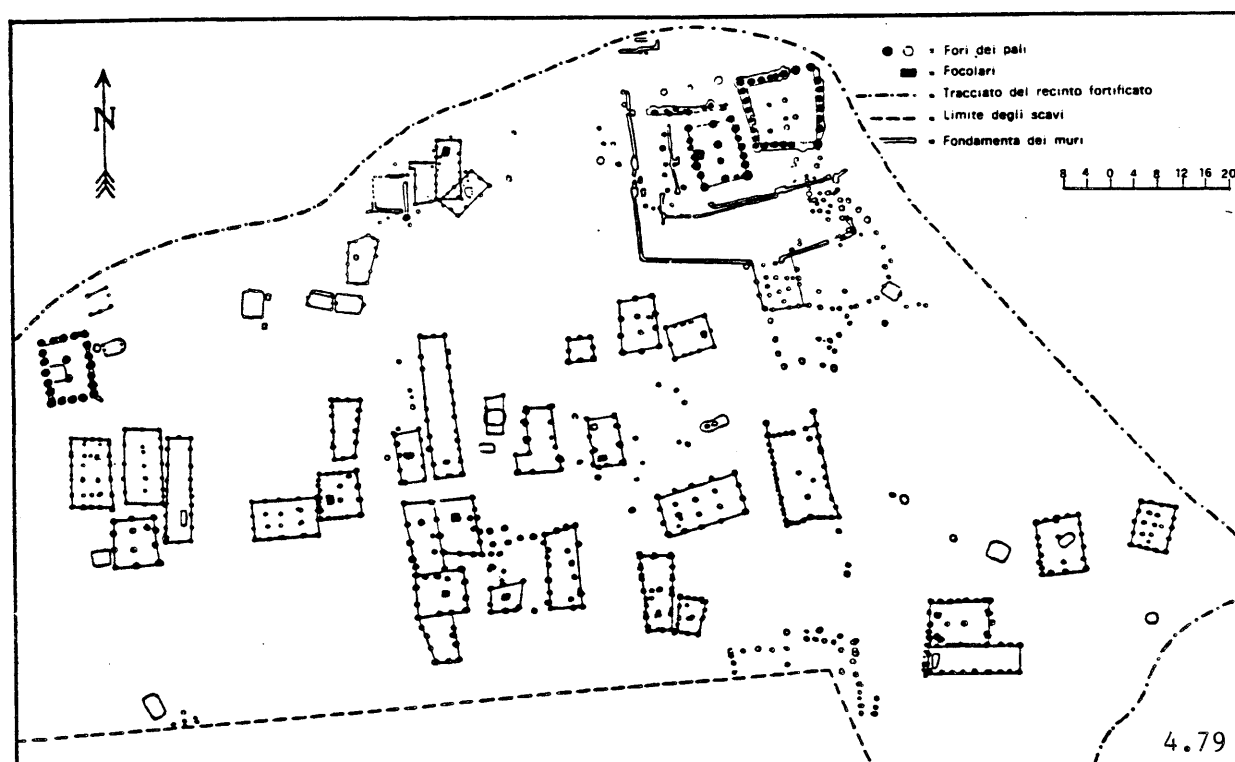 N
● ○ = Fori dei pali
■ = Focolari
= Tracciato del recinto fortificato
= Limite degli scavi
= Fondamenta dei muri
8 4 0 4 8 12 16 20
4.79